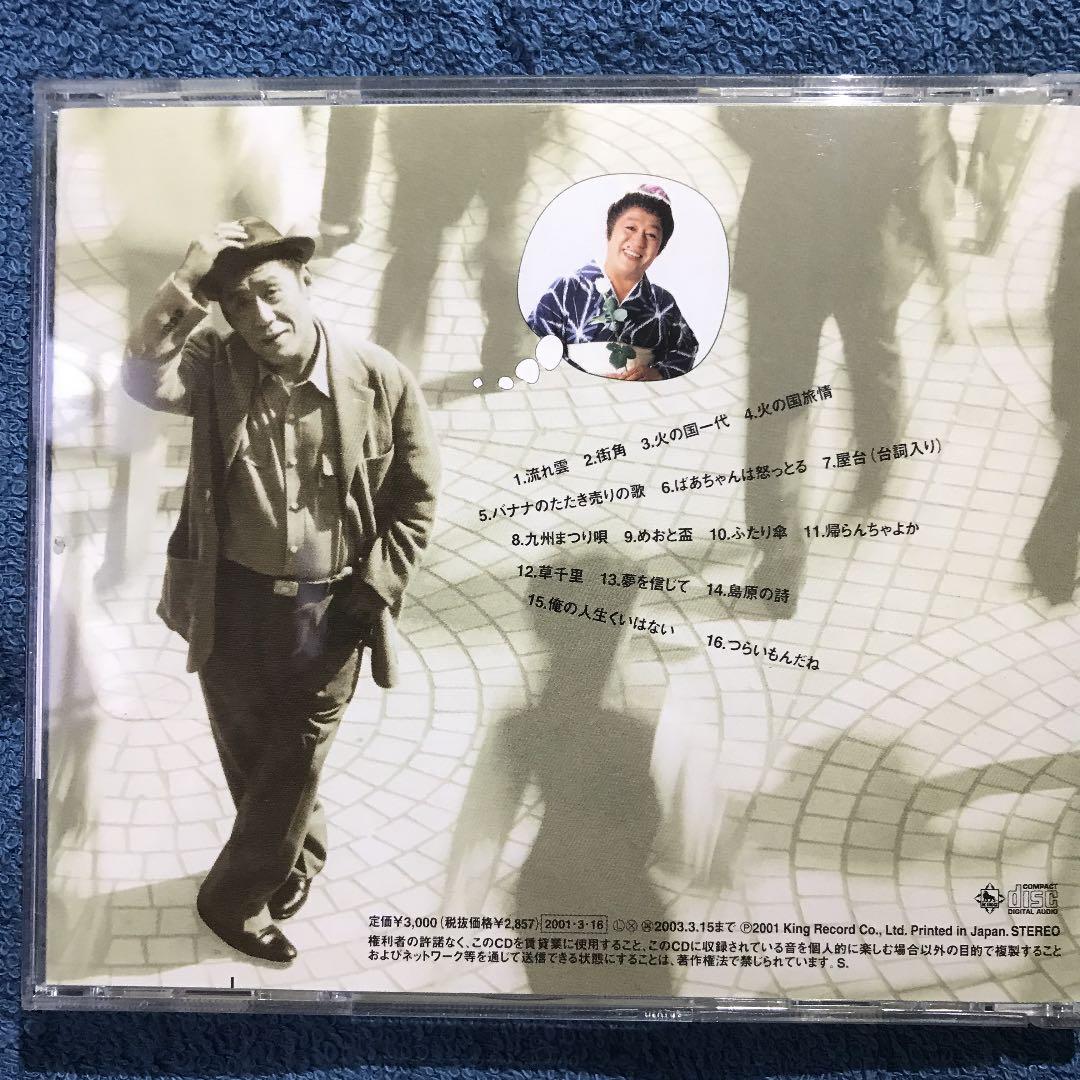 1.流れ雲 2.街角 3.火の国一代 4.火の国旅情
5.バナナのたたき売りの歌 6.ばあちゃんは怒っとる 7.屋台(台詞入り)
8.九州まつり唄 9.めおと盃 10.ふたり傘 11.帰らんちゃよか
12.草千里 13.夢を信じて 14.島原の詩
15.俺の人生くいはない 16.つらいもんだね
COMPACT
disc
DIGITAL AUDIO
定価¥3,000(税抜価格¥2,857) 2001・3・16 Ⓛ Ⓧ 2003.3.15まで ℗2001 King Record Co., Ltd. Printed in Japan. STEREO
権利者の許諾なく、このCDを賃貸業に使用すること、このCDに収録されている音を個人的に楽しむ場合以外の目的で複製すること
およびネットワーク等を通じて送信できる状態にすることは、著作権法で禁じられています。S.